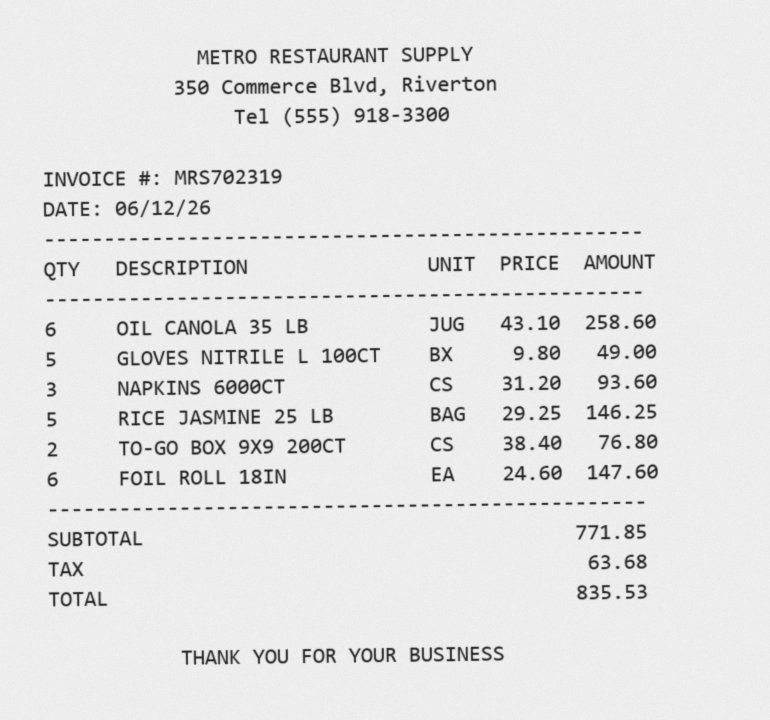 METRO RESTAURANT SUPPLY
350 Commerce Blvd, Riverton
Tel (555) 918-3300
INVOICE #: MRS702319
DATE: 06/12/26
--------------------------------------------------
QTY DESCRIPTION UNIT PRICE AMOUNT
--------------------------------------------------
6 OIL CANOLA 35 LB JUG 43.10 258.60
5 GLOVES NITRILE L 100CT BX 9.80 49.00
3 NAPKINS 6000CT CS 31.20 93.60
5 RICE JASMINE 25 LB BAG 29.25 146.25
2 TO-GO BOX 9X9 200CT CS 38.40 76.80
6 FOIL ROLL 18IN EA 24.60 147.60
--------------------------------------------------
SUBTOTAL 771.85
TAX 63.68
TOTAL 835.53
THANK YOU FOR YOUR BUSINESS